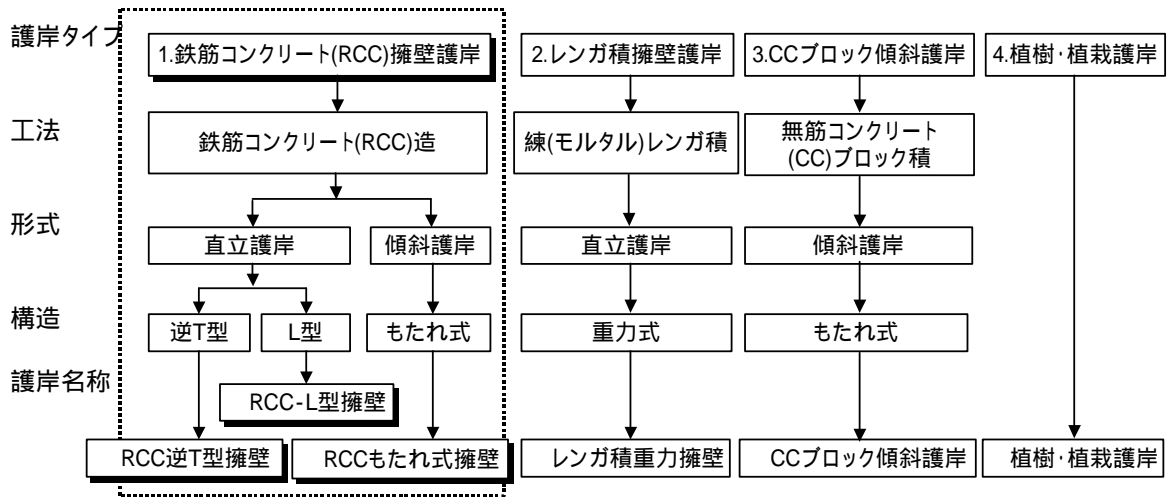 護岸タイプ
1.鉄筋コンクリート(RCC)擁壁護岸
2.レンガ積擁壁護岸
3.CCブロック傾斜護岸
4.植樹・植栽護岸
工法
鉄筋コンクリート(RCC)造
練(モルタル)レンガ積
無筋コンクリート
(CC)ブロック積
形式
直立護岸
傾斜護岸
直立護岸
傾斜護岸
構造
逆T型
L型
もたれ式
重力式
もたれ式
護岸名称
RCC-L型擁壁
RCC逆T型擁壁
RCCもたれ式擁壁
レンガ積重力擁壁
CCブロック傾斜護岸
植樹・植栽護岸